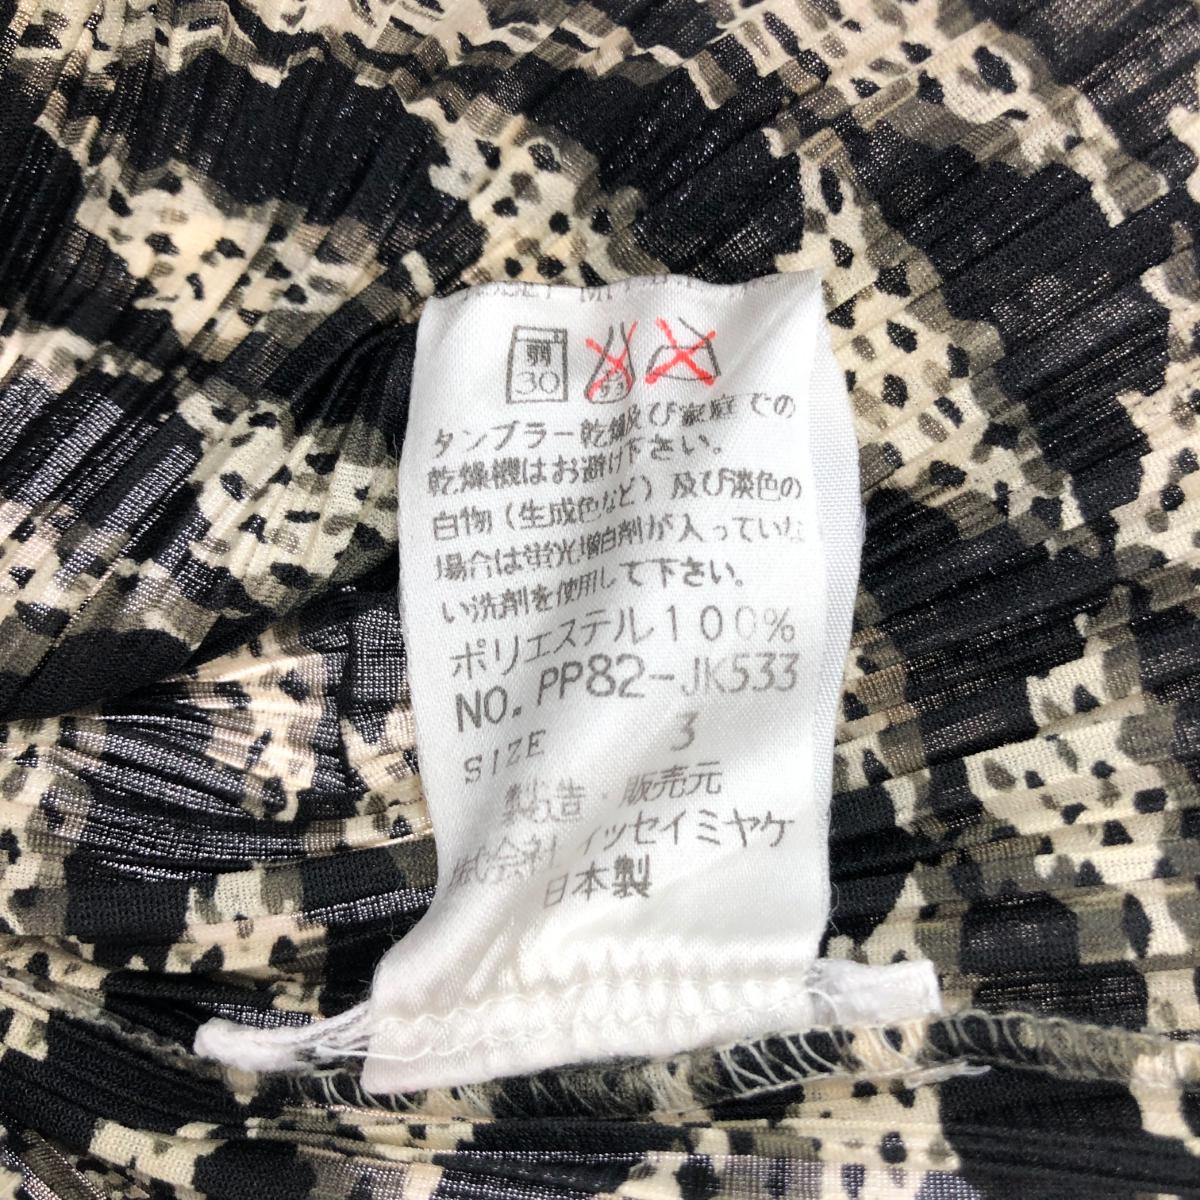 弱
30
タンブラー乾燥及び家庭での
乾燥機はお避け下さい。
白物(生成色など)及び淡色の
場合は蛍光増白剤が入っていな
い洗剤を使用して下さい。
ポリエステル100%
NO. PP82-JK533
SIZE 3
製造・販売元
株式会社イッセイミヤケ
日本製